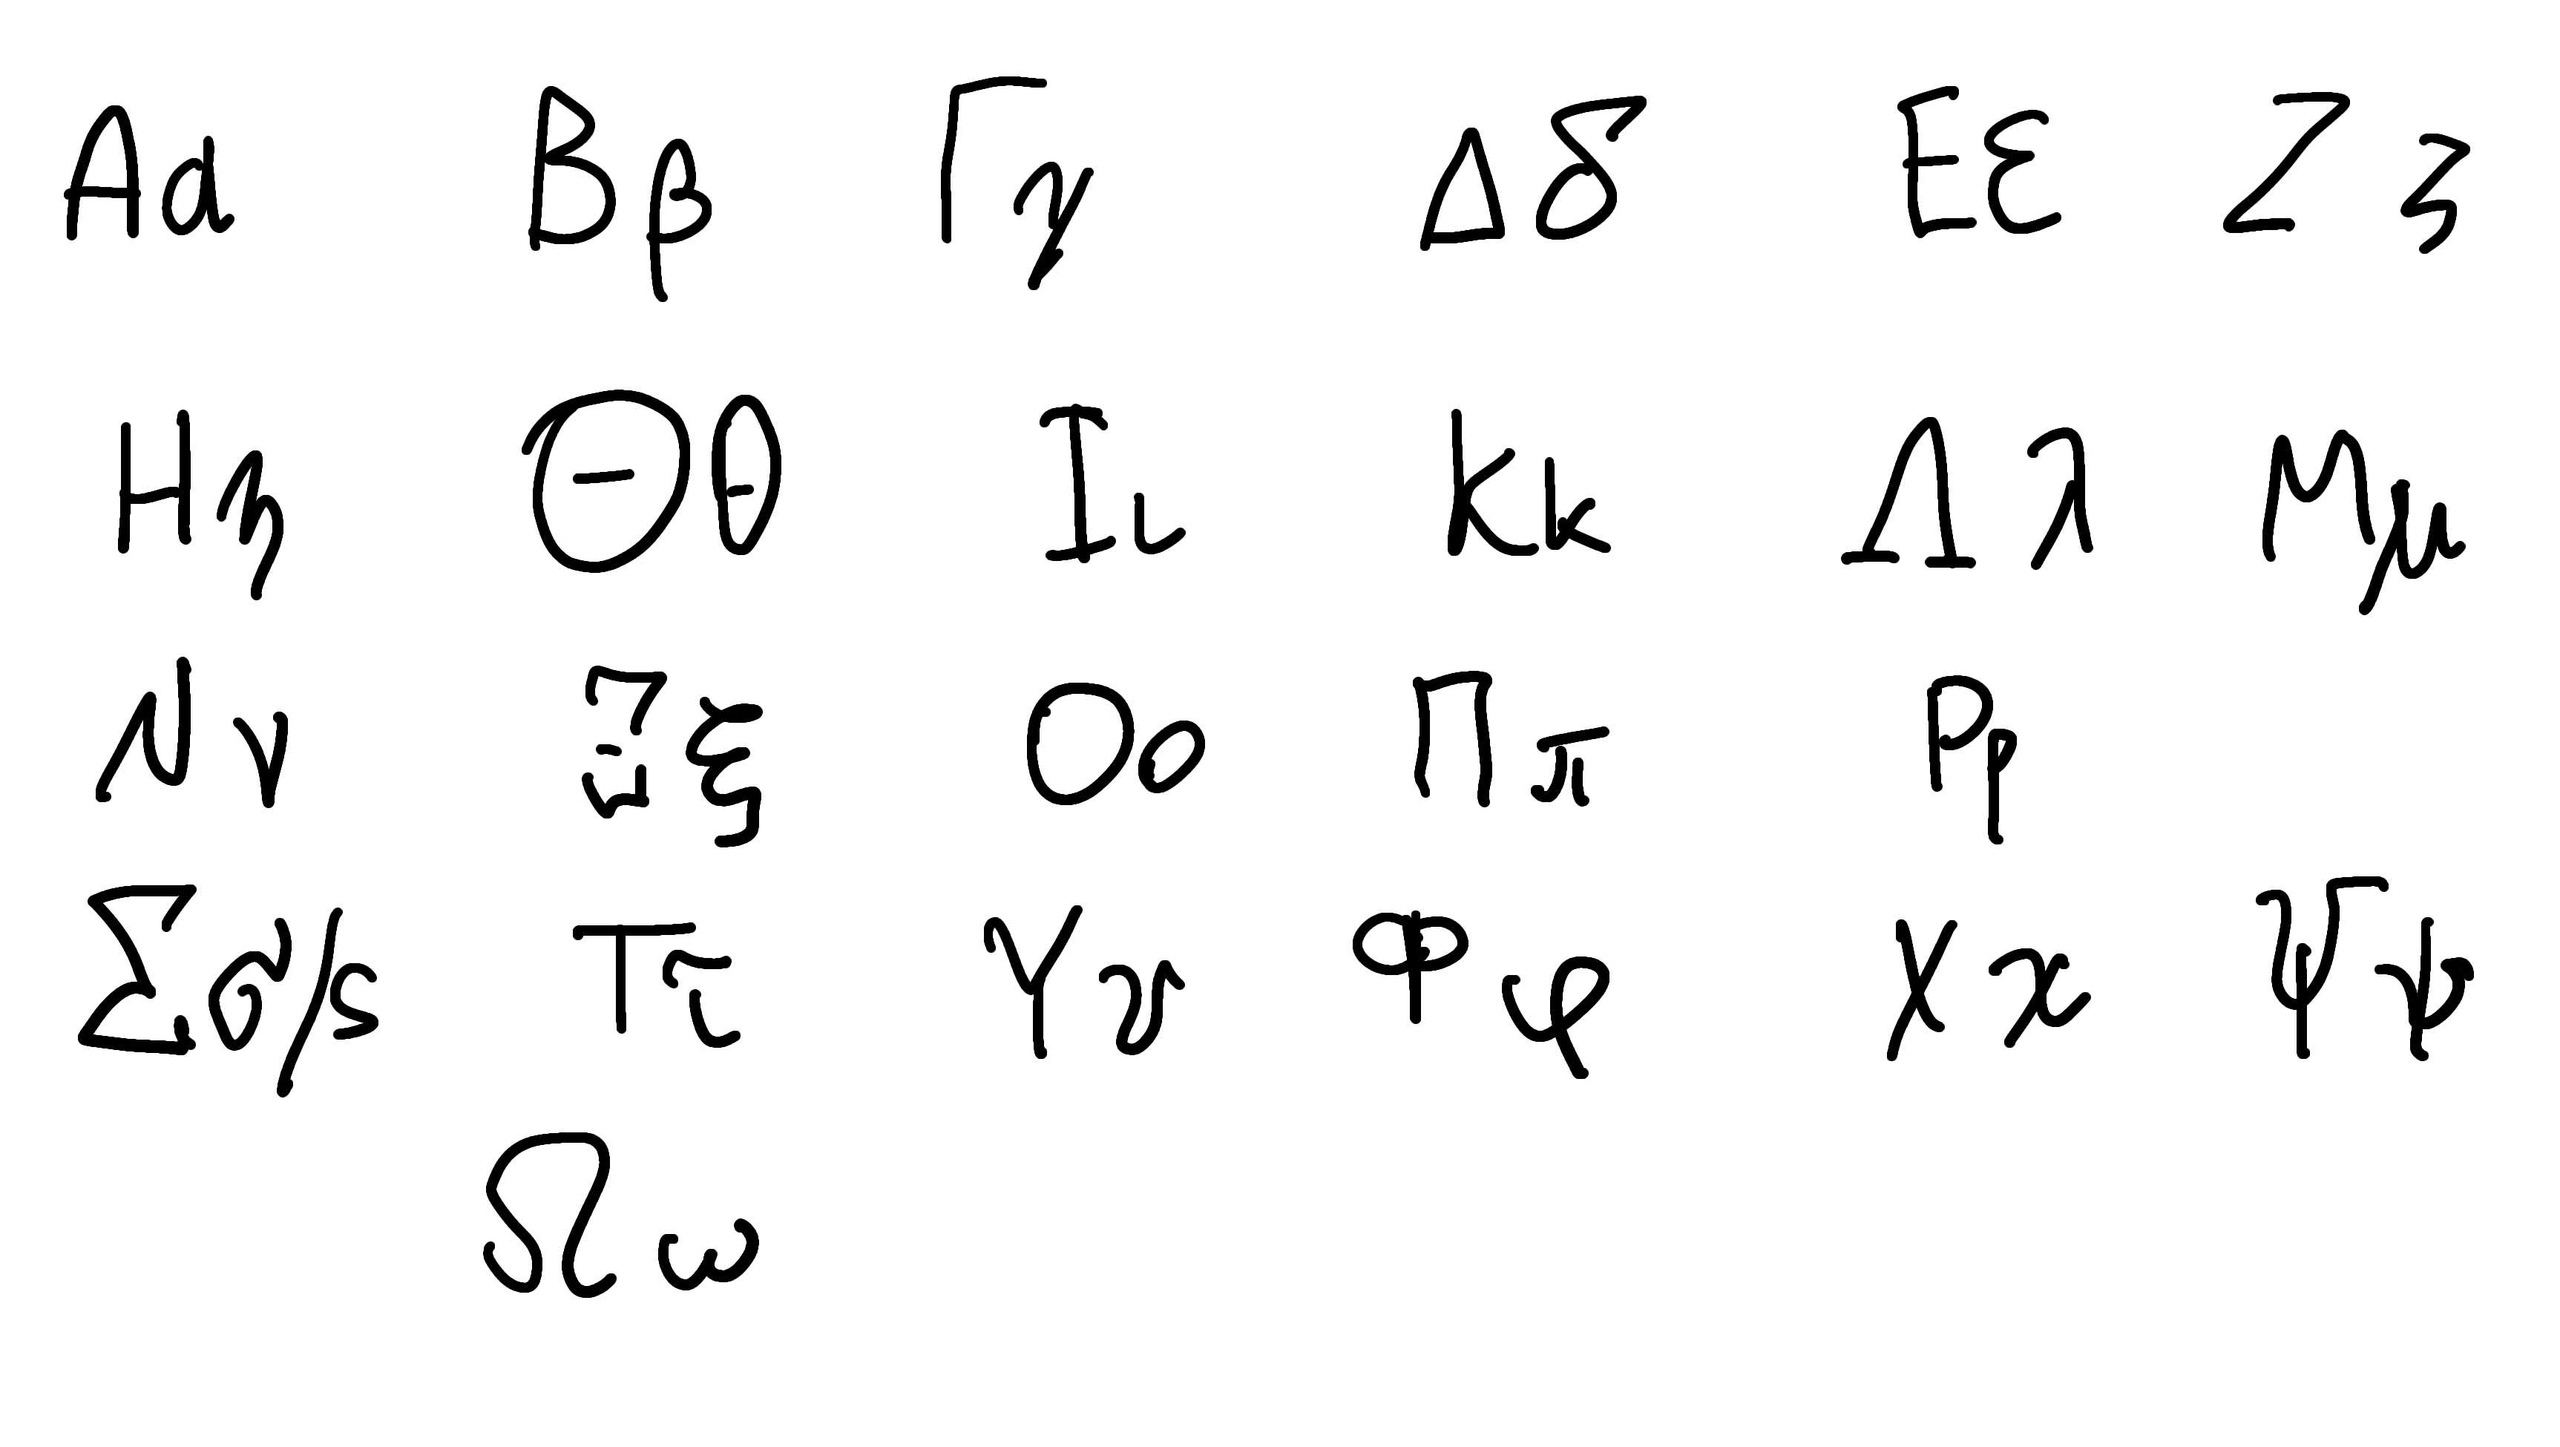 Αα Ββ Γγ Δδ Εε Ζζ
Ηη Θθ Ιι Κκ Λλ Μμ
Νν Ξξ Οο Ππ Ρρ
Σσ/ς Ττ Υυ Φφ Χχ Ψψ
Ωω